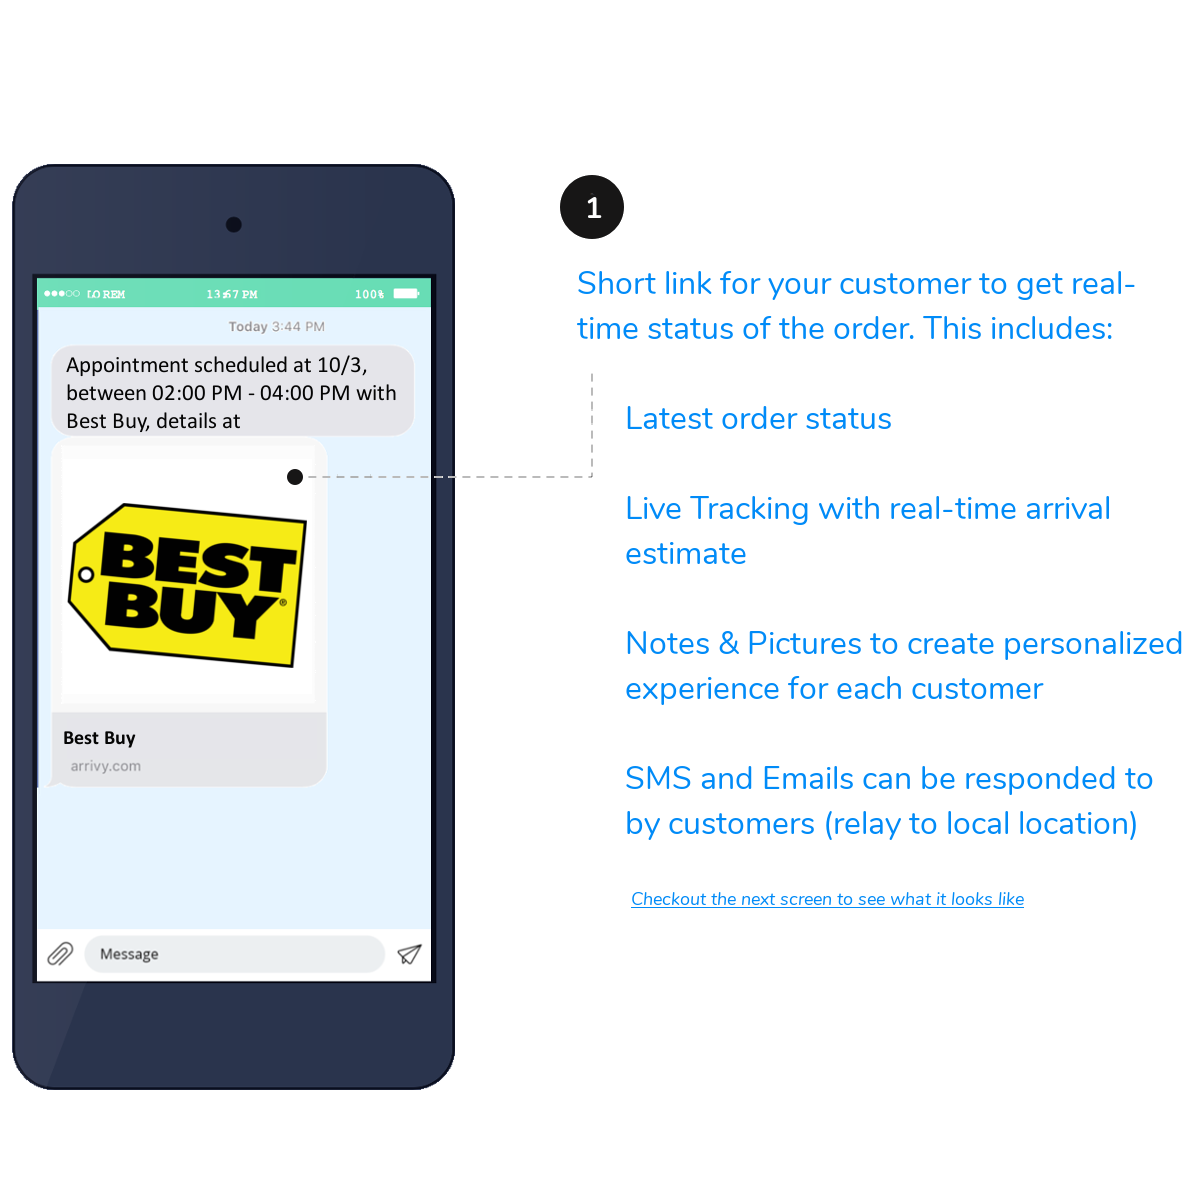 LO REM 100%
Today 3:44 PM
Appointment scheduled at 10/3,
between 02:00 PM - 04:00 PM with
Best Buy, details at
BEST
BUY®
Best Buy
arrivy.com
Message
1
Short link for your customer to get real-
time status of the order. This includes:
Latest order status
Live Tracking with real-time arrival
estimate
Notes & Pictures to create personalized
experience for each customer
SMS and Emails can be responded to
by customers (relay to local location)
Checkout the next screen to see what it looks like